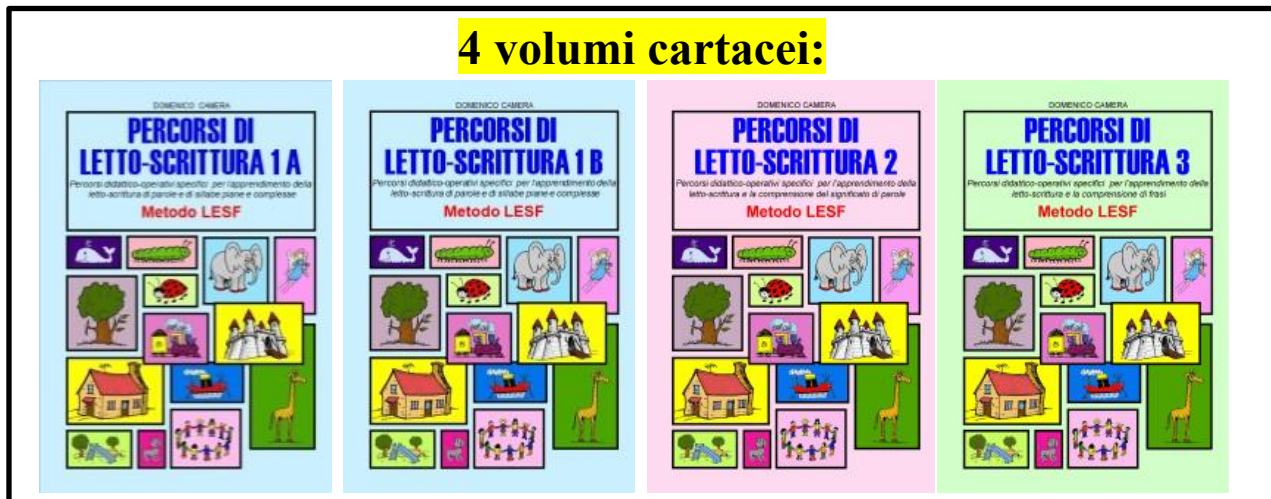 4 volumi cartacei:
DOMENICO CAMERA
PERCORSI DI
LETTO-SCRITTURA 1 A
Percorsi didattico-operativi specifici per l'apprendimento della
letto-scrittura di parole e di sillabe piane e complesse
Metodo LESF
DOMENICO CAMERA
PERCORSI DI
LETTO-SCRITTURA 1 B
Percorsi didattico-operativi specifici per l'apprendimento della
letto-scrittura di parole e di sillabe piane e complesse
Metodo LESF
DOMENICO CAMERA
PERCORSI DI
LETTO-SCRITTURA 2
Percorsi didattico-operativi specifici per l'apprendimento della
letto-scrittura e la comprensione del significato di parole
Metodo LESF
DOMENICO CAMERA
PERCORSI DI
LETTO-SCRITTURA 3
Percorsi didattico-operativi specifici per l'apprendimento della
letto-scrittura e la comprensione di frasi
Metodo LESF